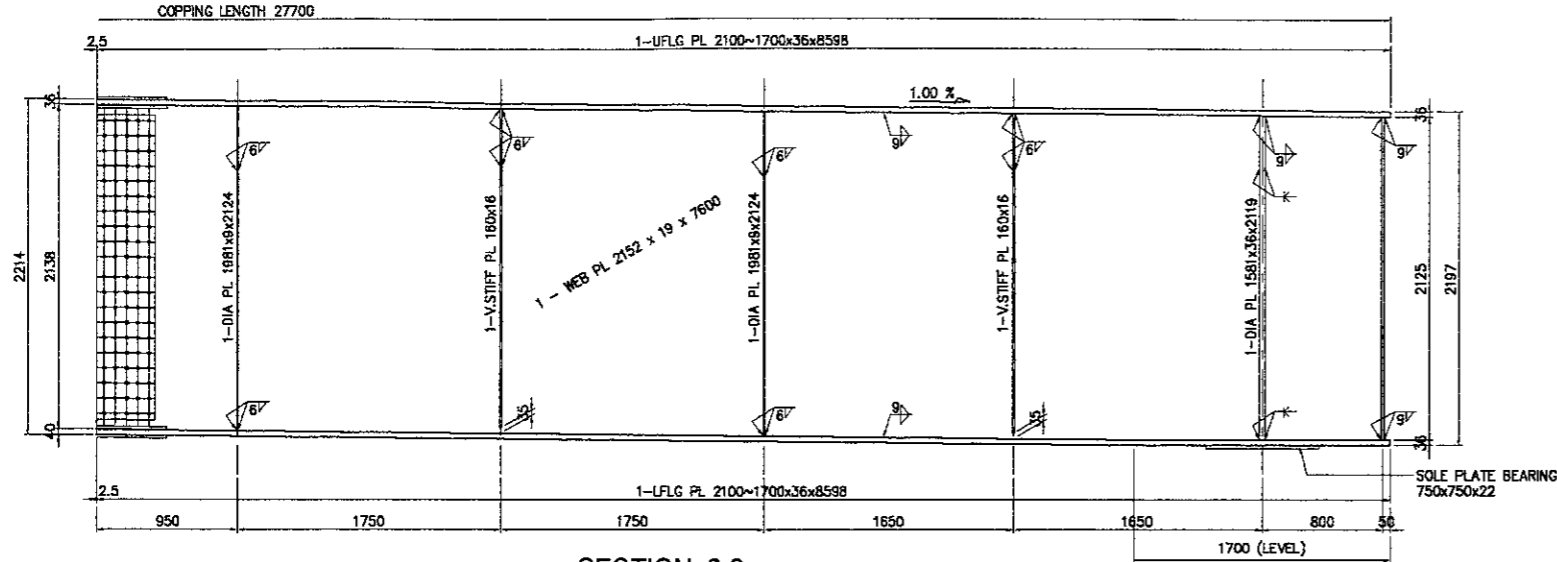 COPPING LENGTH 27700
2.5
1-UFLG PL 2100~1700x36x8598
1.00 %
36
36
2214
2138
40
2125
2197
36
6
6
6
6
6
6
9
9
9
9
9
K
K
35
35
1-DIA PL 1981x9x2124
1-V.STIFF PL 160x16
1 - WEB PL 2152 x 19 x 7600
1-DIA PL 1981x9x2124
1-V.STIFF PL 160x16
1-DIA PL 1581x36x2119
SOLE PLATE BEARING
750x750x22
2.5
1-LFLG PL 2100~1700x36x8598
950
1750
1750
1650
1650
800
50
1700 (LEVEL)